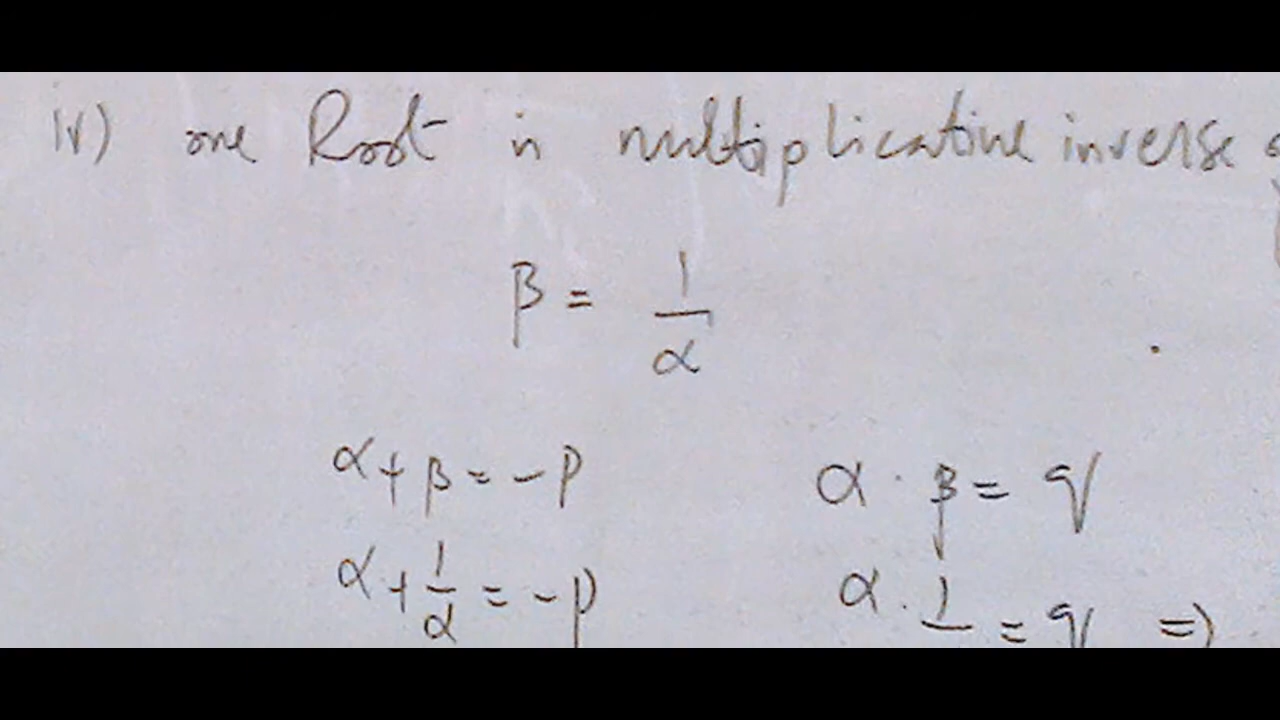 iv) one Root is multiplicative inverse
β = 1/α
α + β = -p α · β = q
α + 1/α = -p α · 1/ = q ⇒